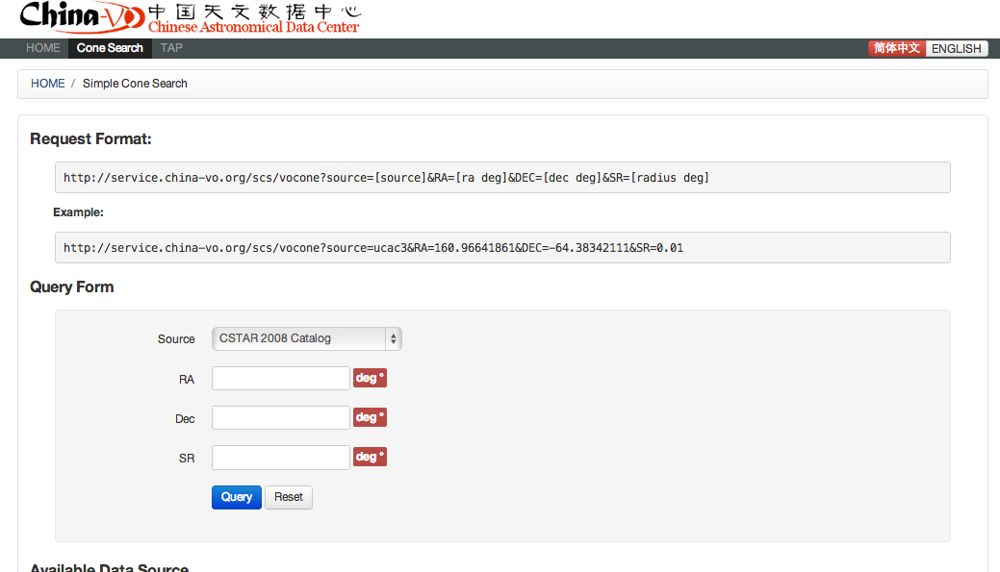 China-VO 中国天文数据中心
Chinese Astronomical Data Center
HOME Cone Search TAP 简体中文 ENGLISH
HOME / Simple Cone Search
Request Format:
http://service.china-vo.org/scs/vocone?source=[source]&RA=[ra deg]&DEC=[dec deg]&SR=[radius deg]
Example:
http://service.china-vo.org/scs/vocone?source=ucac3&RA=160.96641861&DEC=-64.38342111&SR=0.01
Query Form
Source CSTAR 2008 Catalog
RA deg °
Dec deg °
SR deg °
Query Reset
Available Data Source